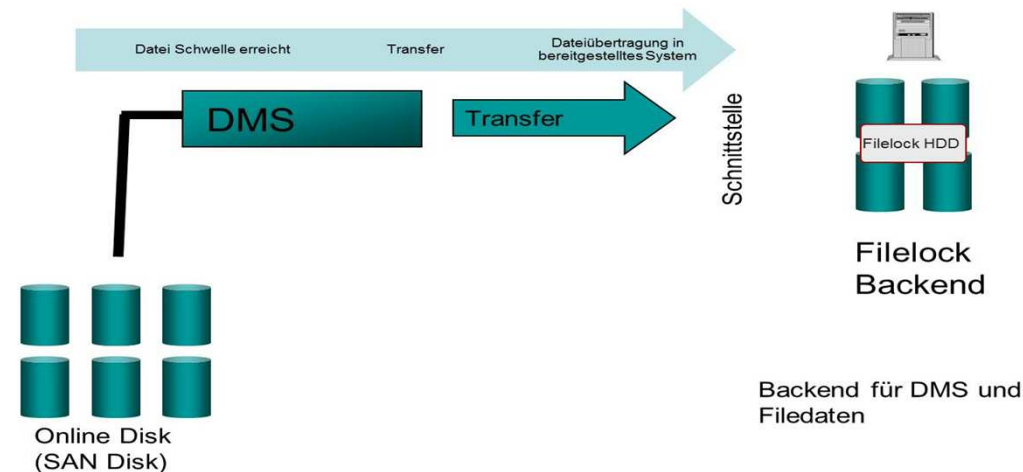 Datei Schwelle erreicht
Transfer
Dateiübertragung in
bereitgestelltes System
DMS
Transfer
Schnittstelle
Filelock HDD
Filelock
Backend
Backend für DMS und
Filedaten
Online Disk
(SAN Disk)